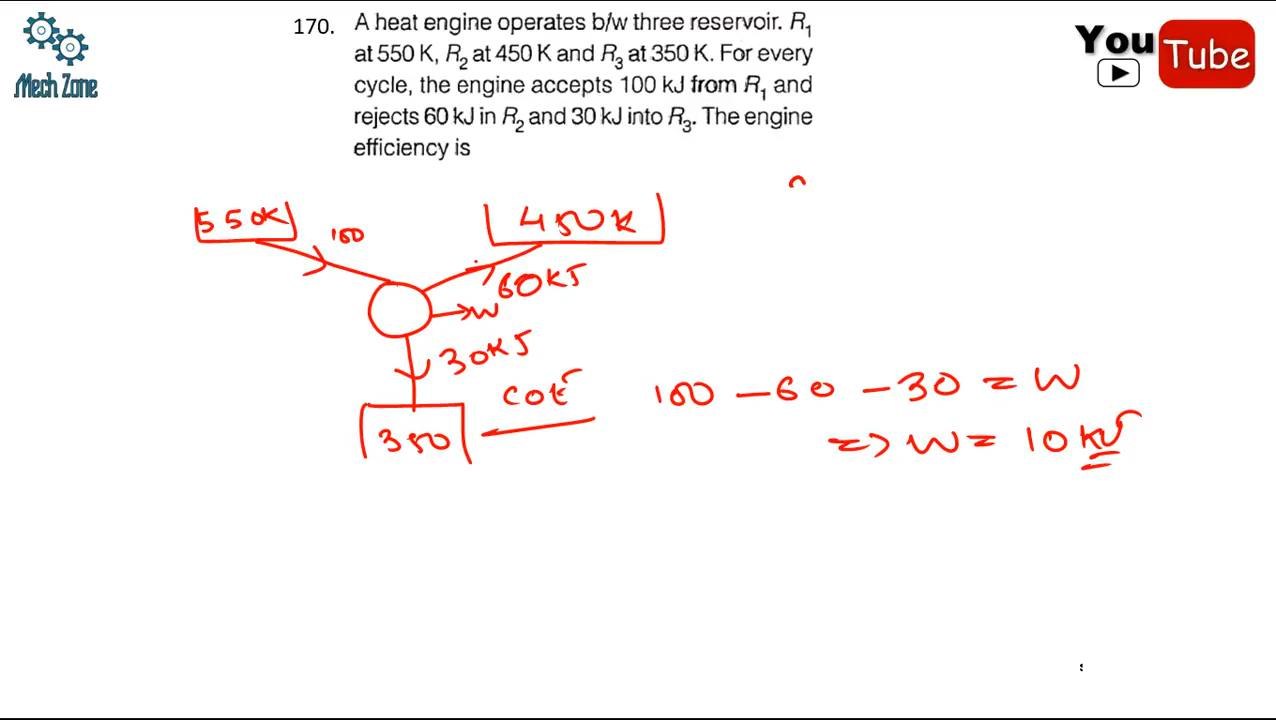 Mech Zone
You Tube
170. A heat engine operates b/w three reservoir. R₁
at 550 K, R₂ at 450 K and R₃ at 350 K. For every
cycle, the engine accepts 100 kJ from R₁ and
rejects 60 kJ in R₂ and 30 kJ into R₃. The engine
efficiency is
550K
450K
100
60KJ
W
30KJ
COE
350
100 – 60 – 30 = W
=> W = 10 KJ